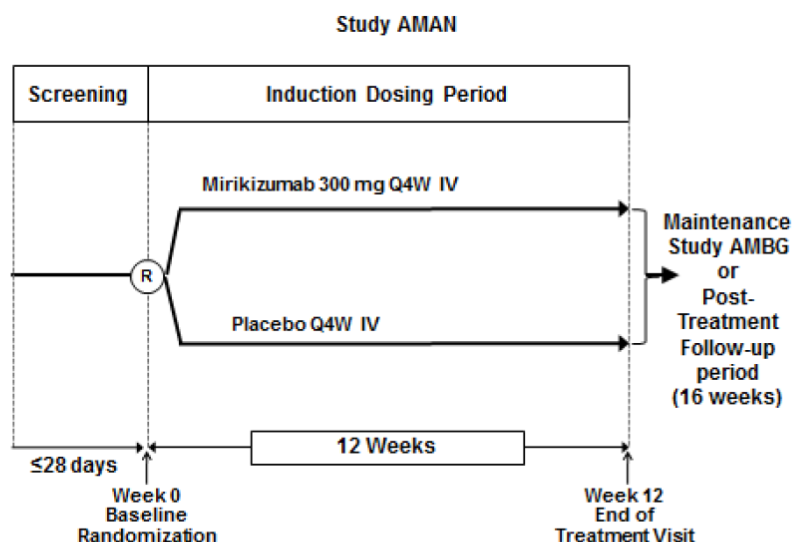 Study AMAN
Screening
Induction Dosing Period
Mirikizumab 300 mg Q4W IV
R
Placebo Q4W IV
Maintenance
Study AMBG
or
Post-
Treatment
Follow-up
period
(16 weeks)
12 Weeks
≤28 days
Week 0
Baseline
Randomization
Week 12
End of
Treatment Visit